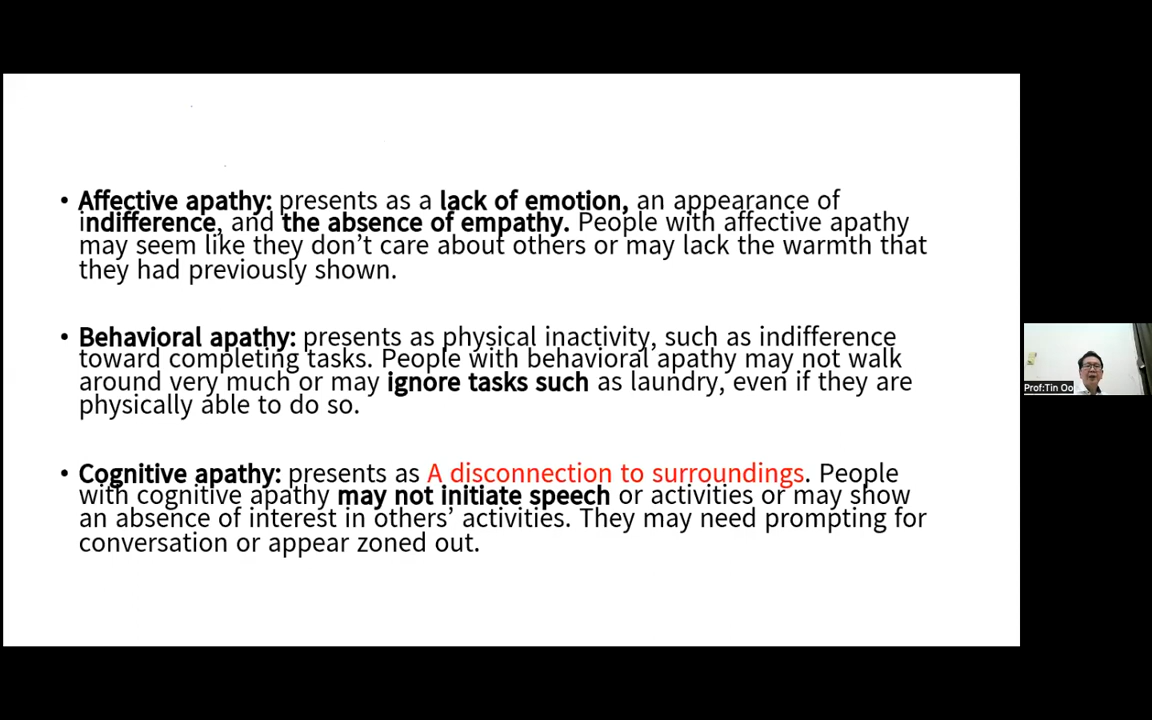 • Affective apathy: presents as a lack of emotion, an appearance of
indifference, and the absence of empathy. People with affective apathy
may seem like they don’t care about others or may lack the warmth that
they had previously shown.
• Behavioral apathy: presents as physical inactivity, such as indifference
toward completing tasks. People with behavioral apathy may not walk
around very much or may ignore tasks such as laundry, even if they are
physically able to do so.
• Cognitive apathy: presents as A disconnection to surroundings. People
with cognitive apathy may not initiate speech or activities or may show
an absence of interest in others’ activities. They may need prompting for
conversation or appear zoned out.
Prof:Tin Oo